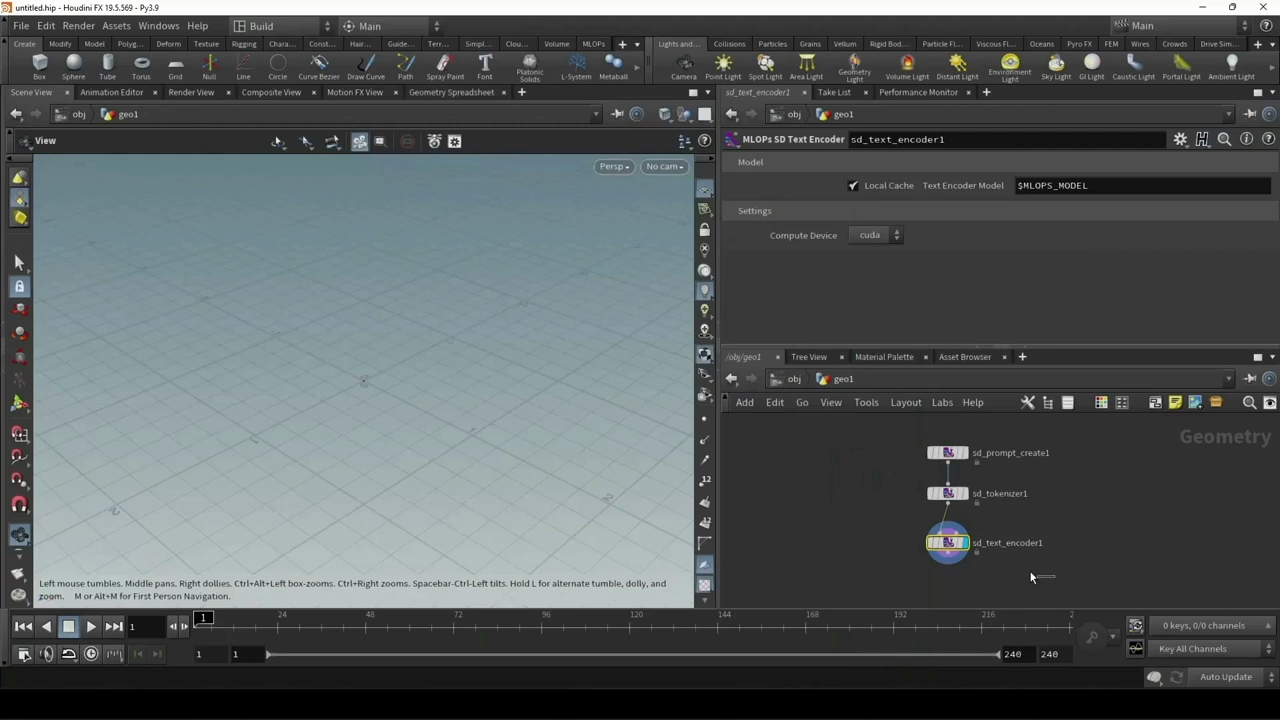 untitled.hip - Houdini FX 19.5.569 - Py3.9
File Edit Render Assets Windows Help Build Main Main
Create Modify Model Polyg... Deform Texture Rigging Chara... Const... Hair... Guide... Terr... Simpl... Clou... Volume MLOPs
Lights and... Collisions Particles Grains Vellum Rigid Bod... Particle Fl... Viscous Fl... Oceans Pyro FX FEM Wires Crowds Drive Sim...
Box Sphere Tube Torus Grid Null Line Circle Curve Bezier Draw Curve Path Spray Paint Font Platonic Solids L-System Metaball
Camera Point Light Spot Light Area Light Geometry Light Volume Light Distant Light Environment Light Sky Light GI Light Caustic Light Portal Light Ambient Light
Scene View Animation Editor Render View Composite View Motion FX View Geometry Spreadsheet
sd_text_encoder1 Take List Performance Monitor
obj geo1
obj geo1
View
MLOPs SD Text Encoder sd_text_encoder1
Persp No cam
Model
Local Cache Text Encoder Model $MLOPS_MODEL
Settings
Compute Device cuda
/obj/geo1 Tree View Material Palette Asset Browser
obj geo1
Add Edit Go View Tools Layout Labs Help
Geometry
sd_prompt_create1
sd_tokenizer1
sd_text_encoder1
12
12
Left mouse tumbles. Middle pans. Right dollies. Ctrl+Alt+Left box-zooms. Ctrl+Right zooms. Spacebar-Ctrl-Left tilts. Hold L for alternate tumble, dolly, and
zoom. M or Alt+M for First Person Navigation.
1 1 24 48 72 96 120 144 168 192 216 2
0 keys, 0/0 channels
1 1 240 240
Key All Channels
Auto Update